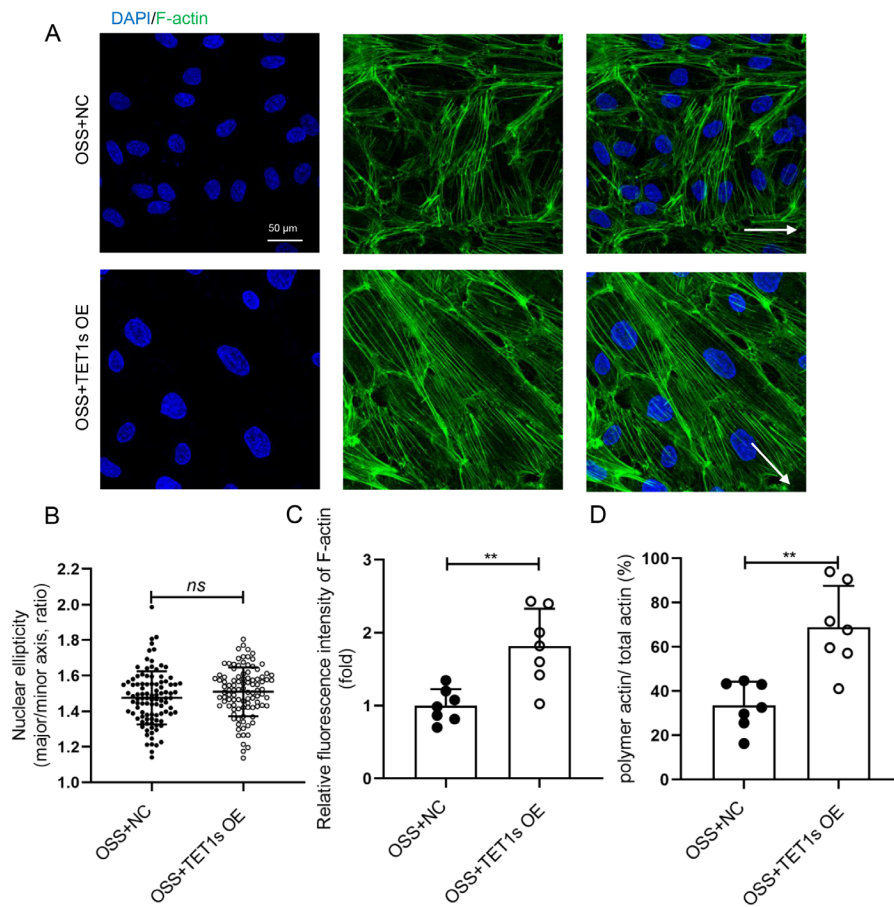 DAPI/F-actin
A
OSS+NC
50 µm
OSS+TET1s OE
B
Nuclear ellipticity
(major/minor axis, ratio)
2.2
2.0
1.8
1.6
1.4
1.2
1.0
ns
OSS+NC
OSS+TET1s OE
C
Relative fluorescence intensity of F-actin
(fold)
3
2
1
0
**
OSS+NC
OSS+TET1s OE
D
polymer actin/ total actin (%)
100
80
60
40
20
0
**
OSS+NC
OSS+TET1s OE